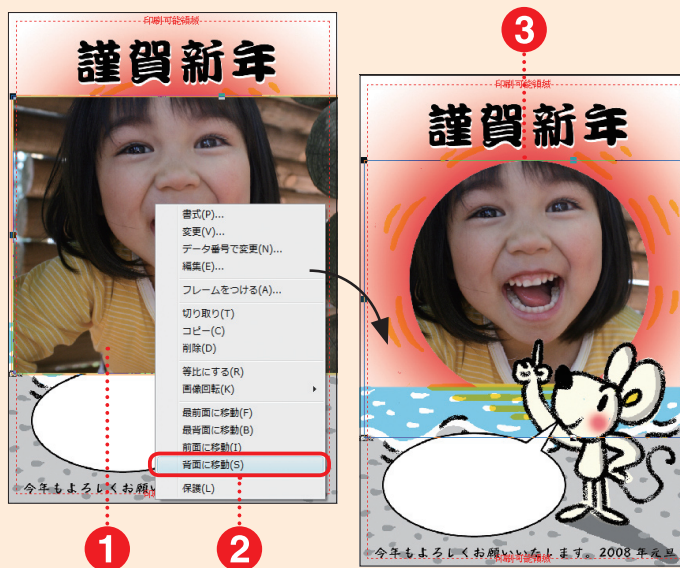 印刷可能領域
謹賀新年
書式(P)...
変更(V)...
データ番号で変更(N)...
編集(E)...
フレームをつける(A)...
切り取り(T)
コピー(C)
削除(D)
等比にする(R)
画像回転(K)
最前面に移動(F)
最背面に移動(B)
前面に移動(I)
背面に移動(S)
保護(L)
今年もよろしくお願い
1
2
3
印刷可能領域
謹賀新年
今年もよろしくお願いいたします。2008年元旦
印刷可能領域